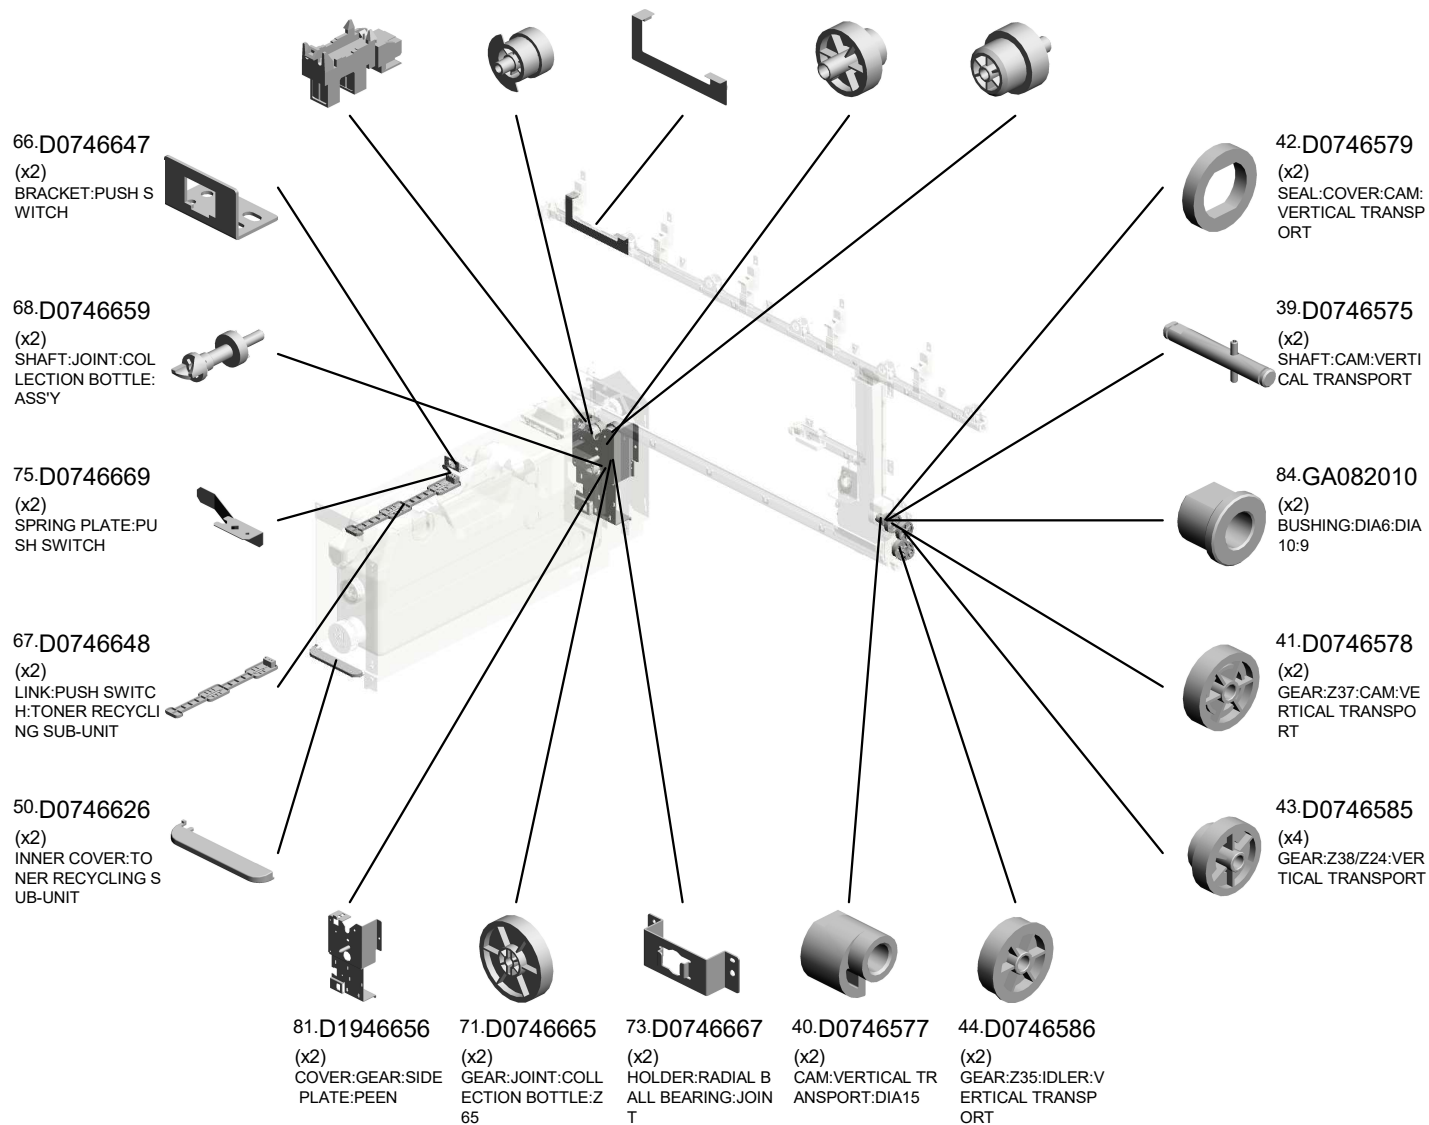 66.D0746647
(x2)
BRACKET:PUSH S
WITCH
68.D0746659
(x2)
SHAFT:JOINT:COL
LECTION BOTTLE:
ASS'Y
75.D0746669
(x2)
SPRING PLATE:PU
SH SWITCH
67.D0746648
(x2)
LINK:PUSH SWITC
H:TONER RECYCLI
NG SUB-UNIT
50.D0746626
(x2)
INNER COVER:TO
NER RECYCLING S
UB-UNIT
81.D1946656
(x2)
COVER:GEAR:SIDE
PLATE:PEEN
71.D0746665
(x2)
GEAR:JOINT:COLL
ECTION BOTTLE:Z
65
73.D0746667
(x2)
HOLDER:RADIAL B
ALL BEARING:JOIN
T
40.D0746577
(x2)
CAM:VERTICAL TR
ANSPORT:DIA15
44.D0746586
(x2)
GEAR:Z35:IDLER:V
ERTICAL TRANSP
ORT
42.D0746579
(x2)
SEAL:COVER:CAM:
VERTICAL TRANSP
ORT
39.D0746575
(x2)
SHAFT:CAM:VERTI
CAL TRANSPORT
84.GA082010
(x2)
BUSHING:DIA6:DIA
10:9
41.D0746578
(x2)
GEAR:Z37:CAM:VE
RTICAL TRANSPO
RT
43.D0746585
(x4)
GEAR:Z38/Z24:VER
TICAL TRANSPORT